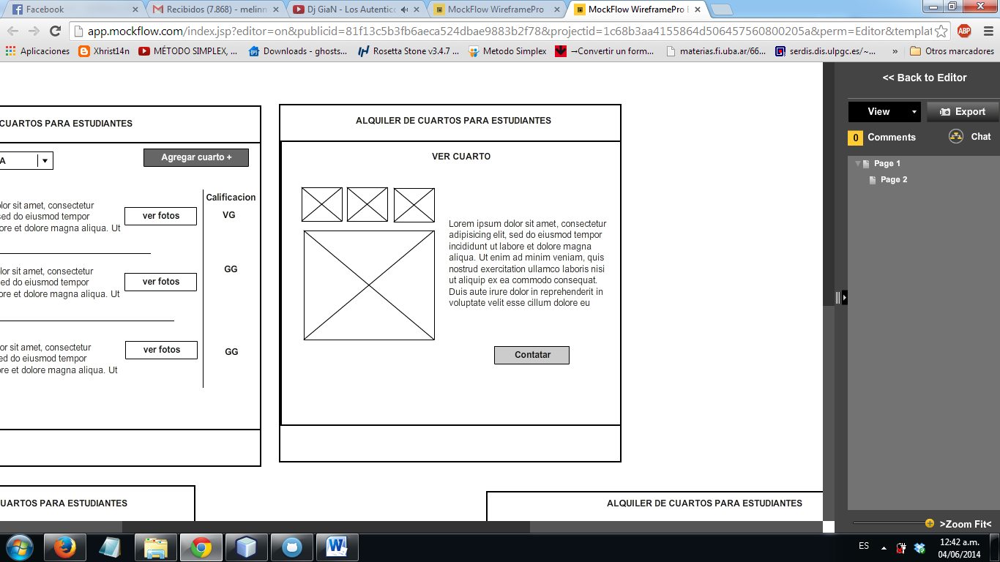 Facebook
Recibidos (7.868) - melinn
Dj GiaN - Los Autentico
MockFlow WireframePro
MockFlow WireframePro E
app.mockflow.com/index.jsp?editor=on&publicid=81f13c5b3fb6aeca524dbae9883b2f78&projectid=1c68b3aa4155864d506457560800205a&perm=Editor&templat
ABP
Aplicaciones
Xhrist14n
MÉTODO SIMPLEX, ...
Downloads - ghosts...
Rosetta Stone v3.4.7 ...
Metodo Simplex
→Convertir un form...
materias.fi.uba.ar/66...
serdis.dis.ulpgc.es/~...
»
Otros marcadores
CUARTOS PARA ESTUDIANTES
A
Agregar cuarto +
Calificacion
olor sit amet, consectetur
sed do eiusmod tempor
ore et dolore magna aliqua. Ut
ver fotos
VG
olor sit amet, consectetur
sed do eiusmod tempor
ore et dolore magna aliqua. Ut
ver fotos
GG
or sit amet, consectetur
ed do eiusmod tempor
re et dolore magna aliqua. Ut
ver fotos
GG
ALQUILER DE CUARTOS PARA ESTUDIANTES
VER CUARTO
Lorem ipsum dolor sit amet, consectetur
adipisicing elit, sed do eiusmod tempor
incididunt ut labore et dolore magna
aliqua. Ut enim ad minim veniam, quis
nostrud exercitation ullamco laboris nisi
ut aliquip ex ea commodo consequat.
Duis aute irure dolor in reprehenderit in
voluptate velit esse cillum dolore eu
Contatar
UARTOS PARA ESTUDIANTES
ALQUILER DE CUARTOS PARA ESTUDIANTES
<< Back to Editor
View
Export
0 Comments
Chat
Page 1
Page 2
>Zoom Fit<
ES
12:42 a.m.
04/06/2014